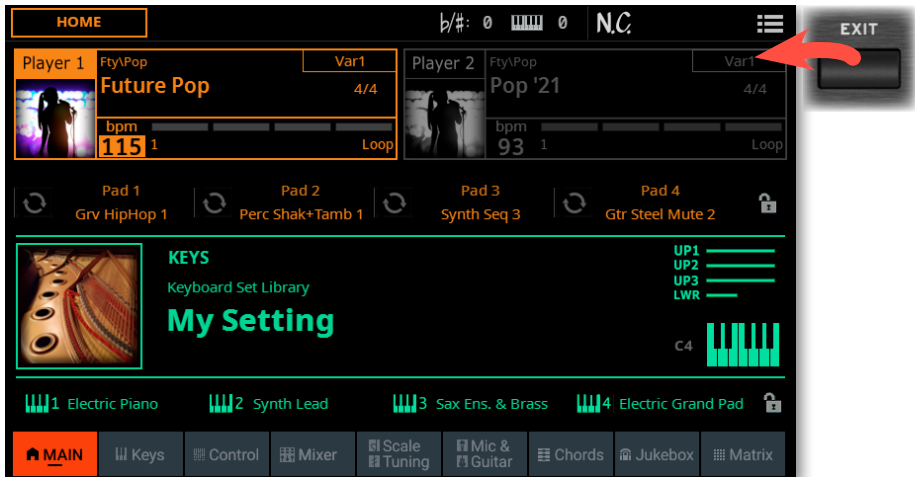 HOME
♭/#: 0 0 N.C.
EXIT
Player 1 Fty\Pop Var1
Future Pop 4/4
bpm
115 1 Loop
Player 2 Fty\Pop Var1
Pop '21 4/4
bpm
93 1 Loop
Pad 1
Grv HipHop 1
Pad 2
Perc Shak+Tamb 1
Pad 3
Synth Seq 3
Pad 4
Gtr Steel Mute 2
KEYS
Keyboard Set Library
My Setting
UP1
UP2
UP3
LWR
C4
1 Electric Piano
2 Synth Lead
3 Sax Ens. & Brass
4 Electric Grand Pad
MAIN
Keys
Control
Mixer
Scale
Tuning
Mic &
Guitar
Chords
Jukebox
Matrix